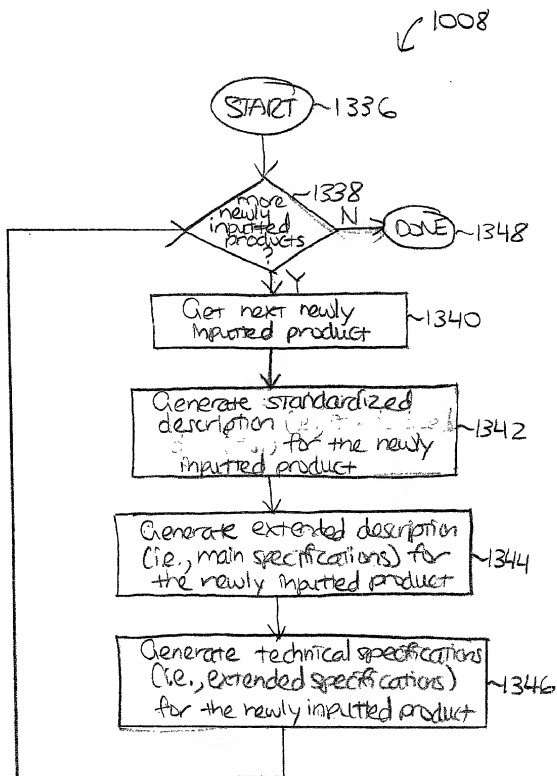 1008
START ~1336
more
newly
inputted
products
?
1338
N
DONE ~1348
Y
Get next newly
inputted product
~1340
Generate standardized
description
, for the newly
inputted product
~1342
Generate extended description
(i.e., main specifications) for
the newly inputted product
~1344
Generate technical specifications
(i.e., extended specifications)
for the newly inputted product
~1346